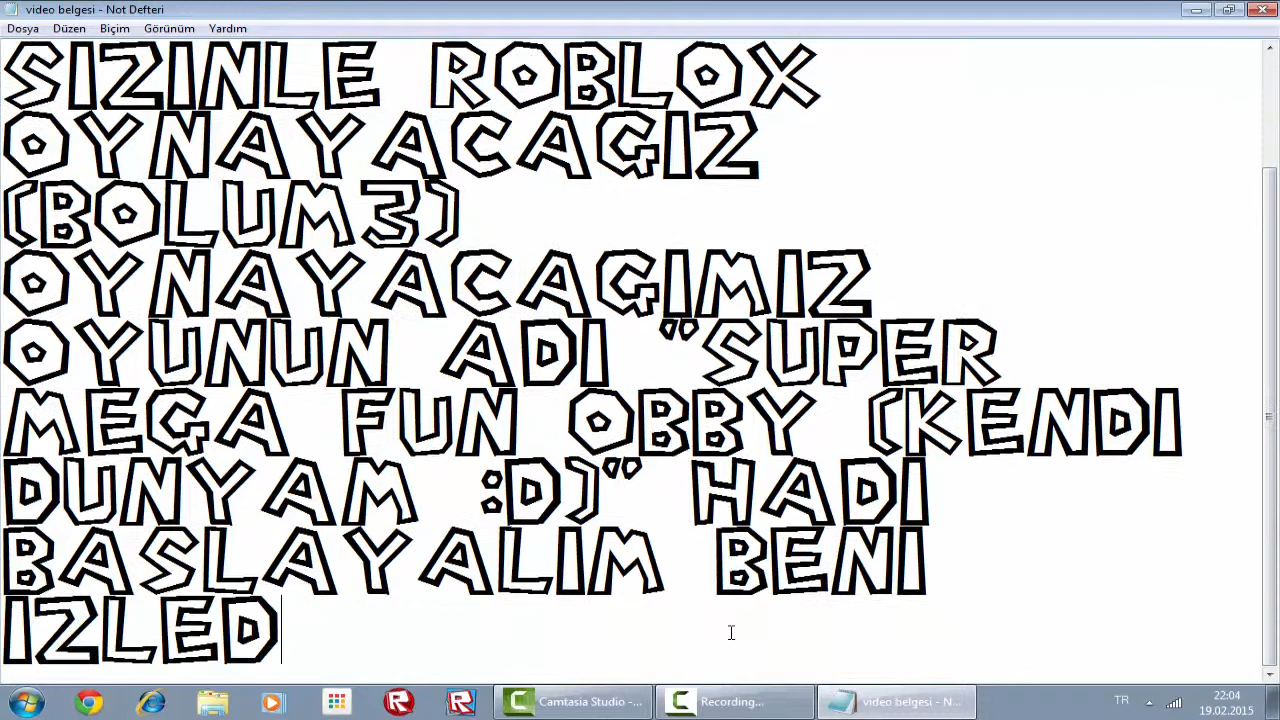 video belgesi - Not Defteri
Dosya Düzen Biçim Görünüm Yardım
SIZINLE ROBLOX
OYNAYACAGIZ
(BOLUM3)
OYNAYACAGIMIZ
OYUNUN ADI "SUPER
MEGA FUN OBBY (KENDI
DUNYAM :D)" HADI
BASLAYALIM BENI
IZLED
Camtasia Studio -... Recording... video belgesi - N... TR 22:04
19.02.2015